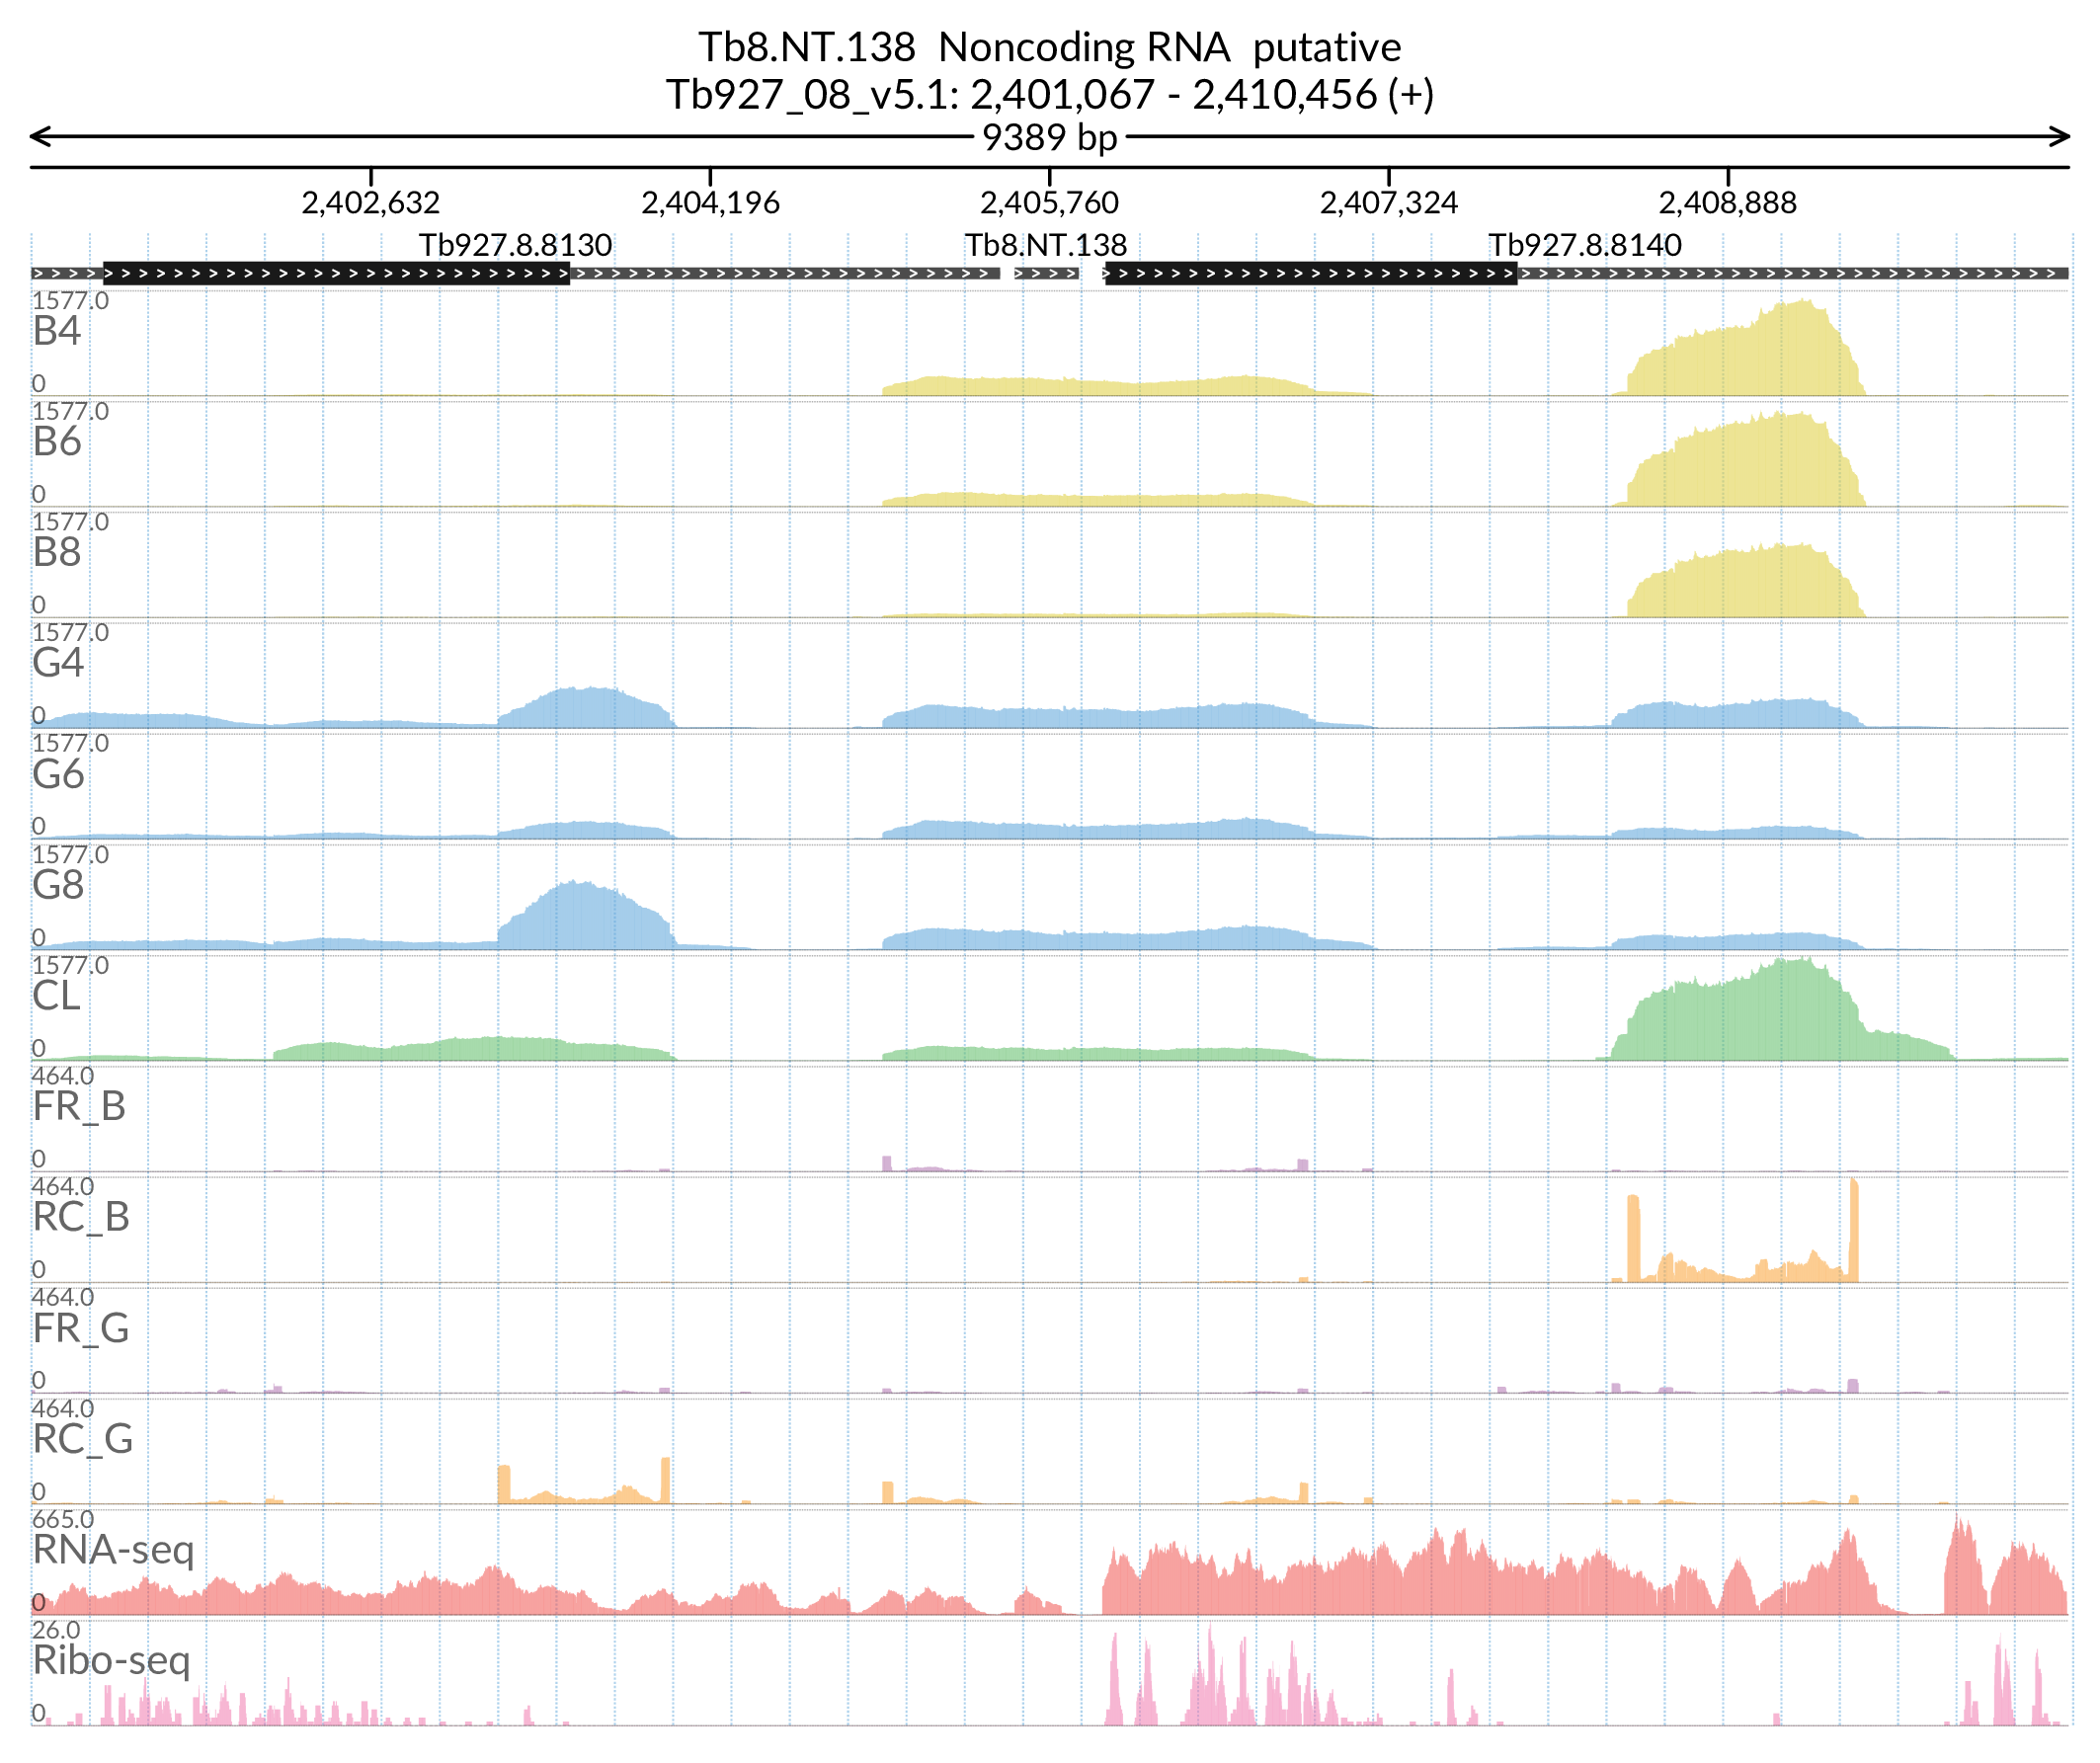 Tb8.NT.138 Noncoding RNA putative
Tb927_08_v5.1: 2,401,067 - 2,410,456 (+)
9389 bp
2,402,632 2,404,196 2,405,760 2,407,324 2,408,888
Tb927.8.8130 Tb8.NT.138 Tb927.8.8140
1577.0
B4
0
1577.0
B6
0
1577.0
B8
0
1577.0
G4
0
1577.0
G6
0
1577.0
G8
0
1577.0
CL
0
464.0
FR_B
0
464.0
RC_B
0
464.0
FR_G
0
464.0
RC_G
0
665.0
RNA-seq
0
26.0
Ribo-seq
0